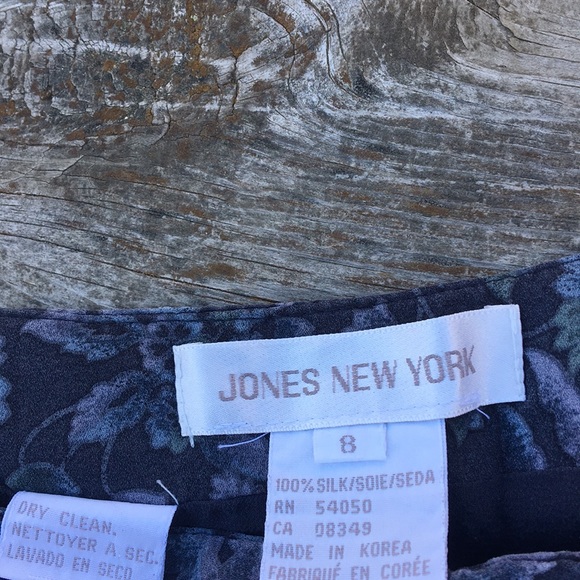 JONES NEW YORK
8
100% SILK/SOIE/SEDA
RN 54050
CA 08349
MADE IN KOREA
FABRIQUÉ EN CORÉE
DRY CLEAN.
NETTOYER A SEC.
LAVADO EN SECO